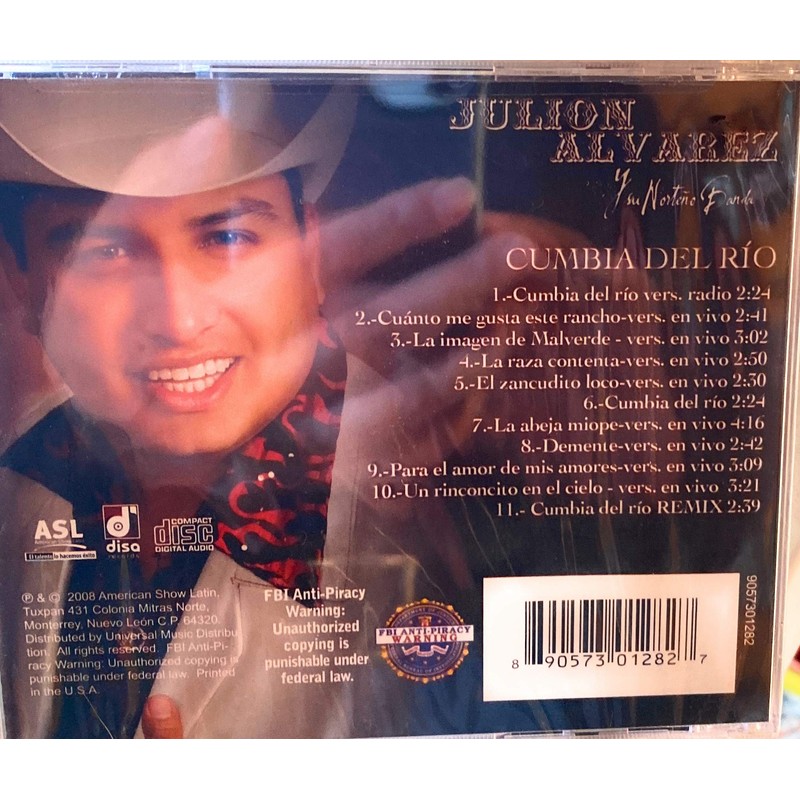 JULION
ALVAREZ
y su Norteño Banda
CUMBIA DEL RÍO
1.-Cumbia del río vers. radio 2:24
2.-Cuánto me gusta este rancho-vers. en vivo 2:41
3.-La imagen de Malverde - vers. en vivo 3:02
4.-La raza contenta-vers. en vivo 2:50
5.-El zancudito loco-vers. en vivo 2:30
6.-Cumbia del río 2:24
7.-La abeja miope-vers. en vivo 4:16
8.-Demente-vers. en vivo 2:42
9.-Para el amor de mis amores-vers. en vivo 3:09
10.-Un rinconcito en el cielo - vers. en vivo 3:21
11.- Cumbia del río REMIX 2:39
ASL
El talento lo hacemos éxito
d
disa
records
COMPACT
disc
DIGITAL AUDIO
℗ & © 2008 American Show Latin,
Tuxpan 431 Colonia Mitras Norte,
Monterrey, Nuevo León C.P. 64320.
Distributed by Universal Music Distribu
tion. All rights reserved. FBI Anti-Pi-
racy Warning: Unauthorized copying is
punishable under federal law. Printed
in the U.S.A.
FBI Anti-Piracy
Warning:
Unauthorized
copying is
punishable under
federal law.
FBI ANTI-PIRACY
WARNING
8 90573 01282 7
9057301282